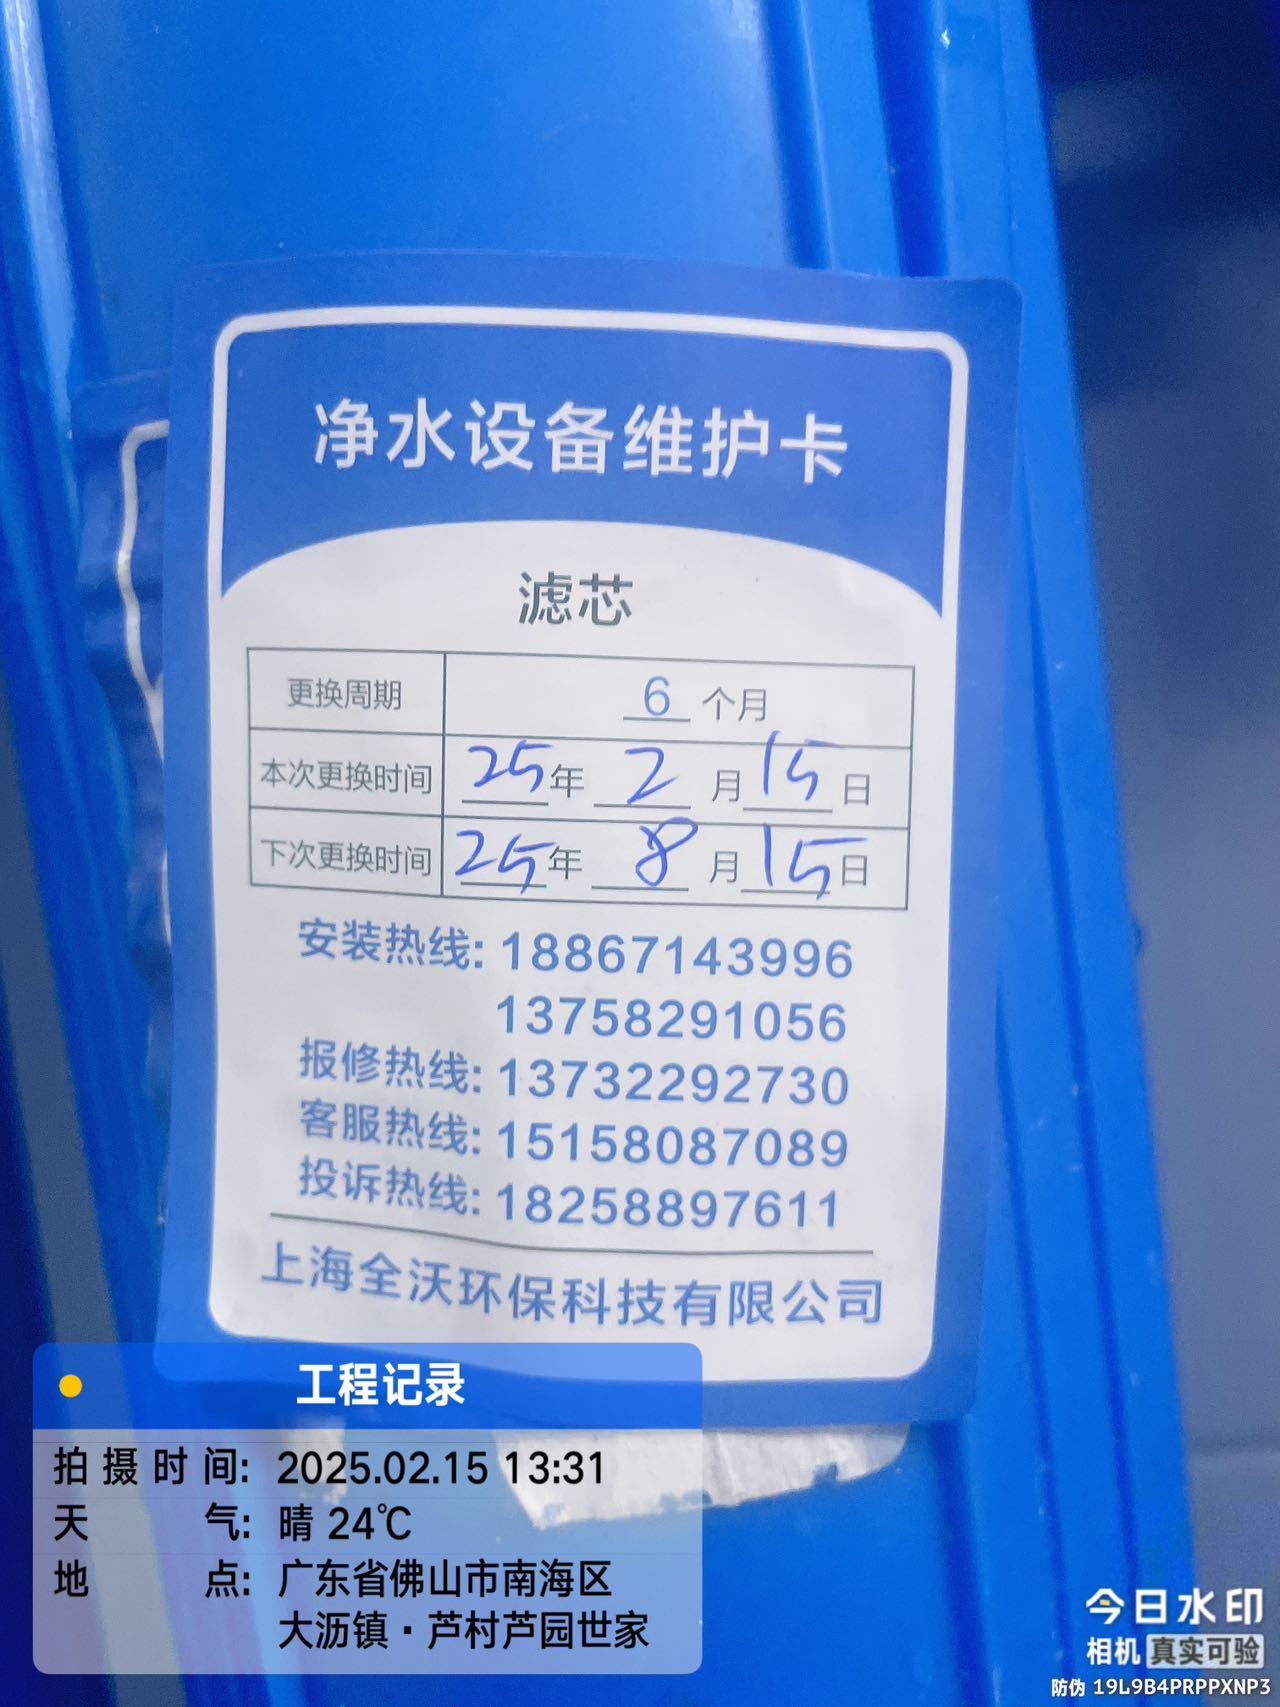 净水设备维护卡
滤芯
更换周期 6 个月
本次更换时间 25年 2 月 15 日
下次更换时间 25年 8 月 15 日
安装热线: 18867143996
13758291056
报修热线: 13732292730
客服热线: 15158087089
投诉热线: 18258897611
上海全沃环保科技有限公司
工程记录
拍摄时间: 2025.02.15 13:31
天气: 晴 24℃
地点: 广东省佛山市南海区
大沥镇·芦村芦园世家
今日水印
相机 真实可验
防伪 19L9B4PRPPXNP3